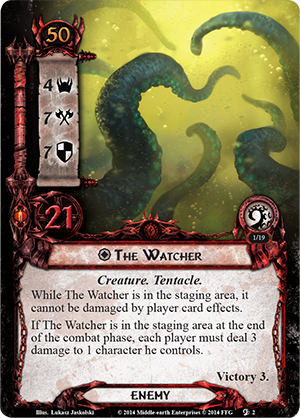 50
4
7
7
21
1/19
The Watcher
Creature. Tentacle.
While The Watcher is in the staging area, it
cannot be damaged by player card effects.
If The Watcher is in the staging area at the end
of the combat phase, each player must deal 3
damage to 1 character he controls.
Victory 3.
ENEMY
Illus. Lukasz Jaskolski © 2014 Middle-earth Enterprises © 2014 FFG 2